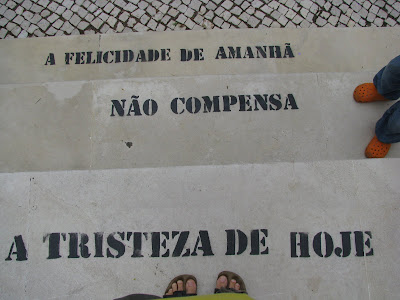 A FELICIDADE DE AMANHÃ
NÃO COMPENSA
A TRISTEZA DE HOJE